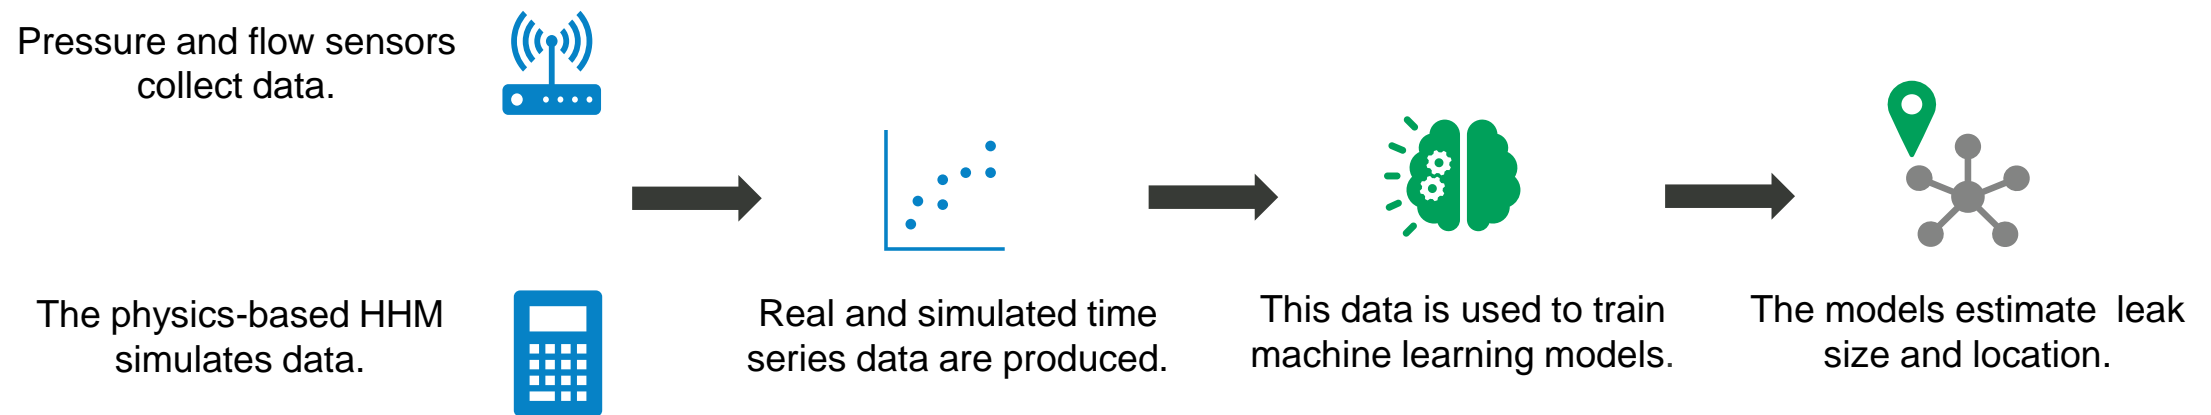 Pressure and flow sensors
collect data.
The physics-based HHM
simulates data.
Real and simulated time
series data are produced.
This data is used to train
machine learning models.
The models estimate  leak
size and location.